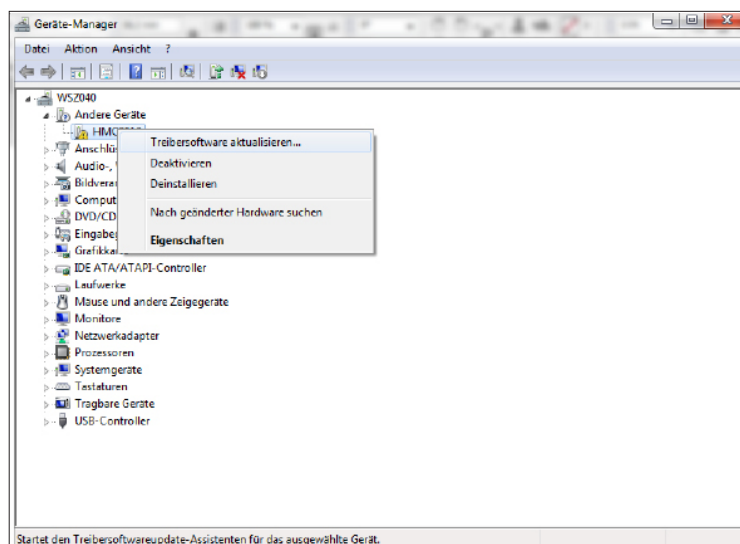 Geräte-Manager
Datei Aktion Ansicht ?
WSZ040
Andere Geräte
Treibersoftware aktualisieren...
Deaktivieren
Deinstallieren
Nach geänderter Hardware suchen
Eigenschaften
IDE ATA/ATAPI-Controller
Laufwerke
Mäuse und andere Zeigegeräte
Monitore
Netzwerkadapter
Prozessoren
Systemgeräte
Tastaturen
Tragbare Geräte
USB-Controller
Startet den Treibersoftwareupdate-Assistenten für das ausgewählte Gerät.